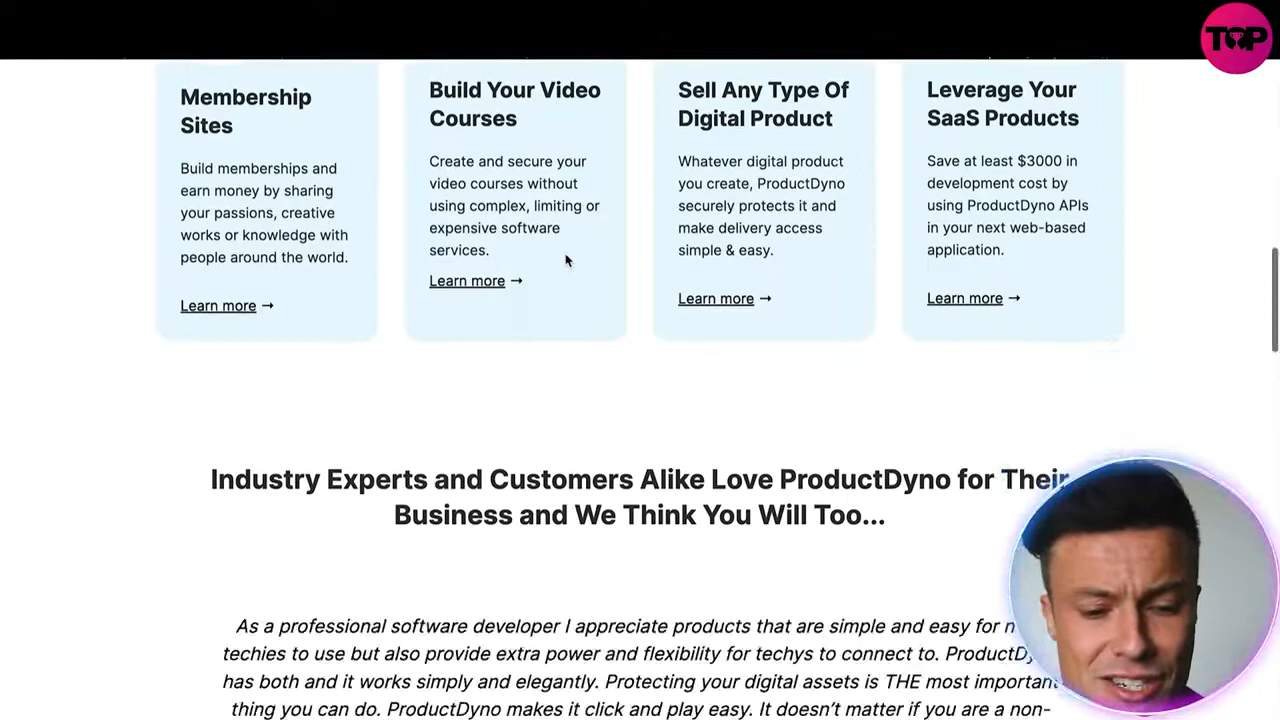 TOP
Membership
Sites
Build memberships and
earn money by sharing
your passions, creative
works or knowledge with
people around the world.
Learn more →
Build Your Video
Courses
Create and secure your
video courses without
using complex, limiting or
expensive software
services.
Learn more →
Sell Any Type Of
Digital Product
Whatever digital product
you create, ProductDyno
securely protects it and
make delivery access
simple & easy.
Learn more →
Leverage Your
SaaS Products
Save at least $3000 in
development cost by
using ProductDyno APIs
in your next web-based
application.
Learn more →
Industry Experts and Customers Alike Love ProductDyno for Their
Business and We Think You Will Too...
As a professional software developer I appreciate products that are simple and easy for
techies to use but also provide extra power and flexibility for techys to connect to.
has both and it works simply and elegantly. Protecting your digital assets is THE most important
thing you can do. ProductDyno makes it click and play easy. It doesn't matter if you are a non-